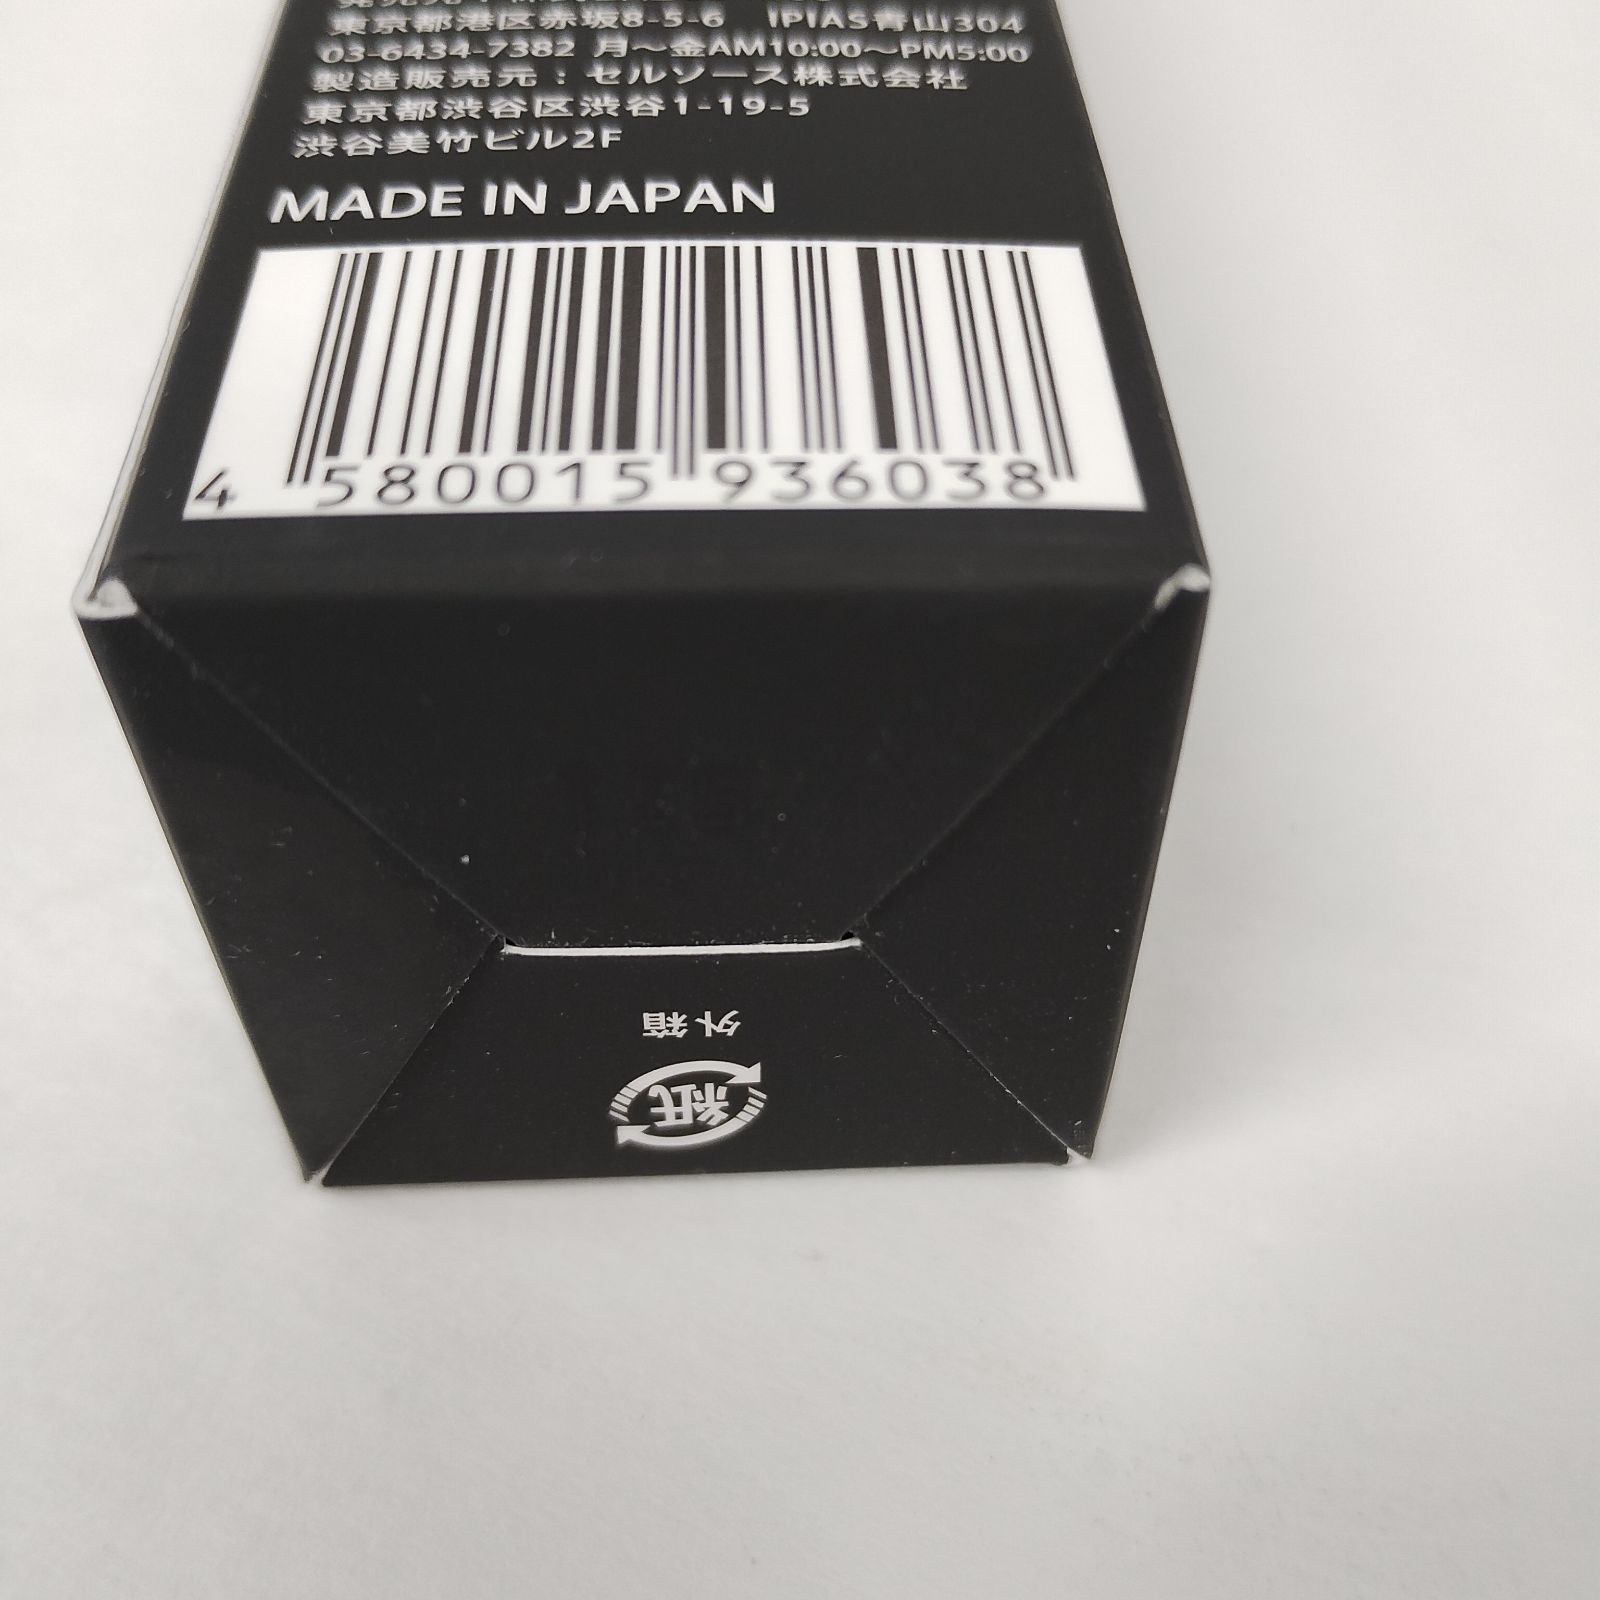 東京都港区赤坂8-5-6 IPIAS青山304
03-6434-7382 月～金AM10:00～PM5:00
製造販売元：セルソース株式会社
東京都渋谷区渋谷1-19-5
渋谷美竹ビル2F
MADE IN JAPAN
4 580015 936038
外箱
紙